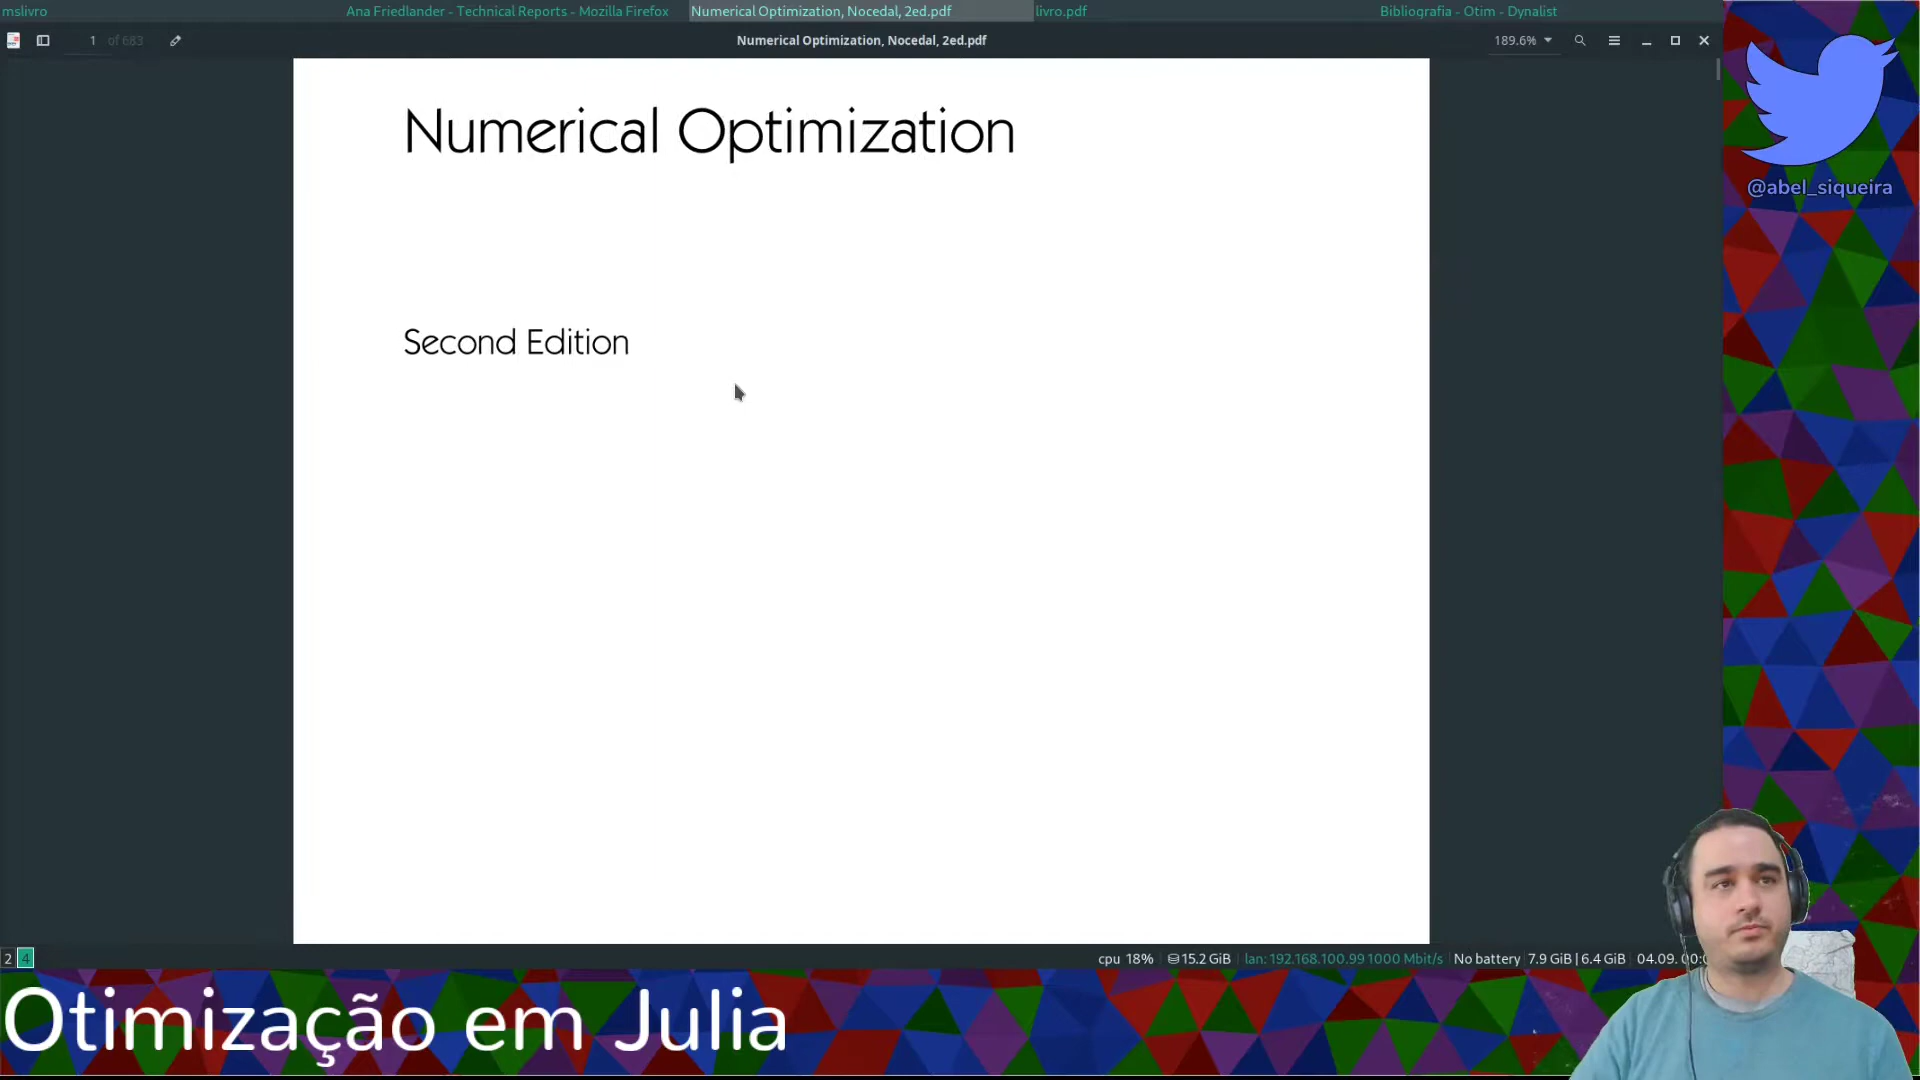 mslivro
Ana Friedlander - Technical Reports - Mozilla Firefox
Numerical Optimization, Nocedal, 2ed.pdf
livro.pdf
Bibliografia - Otim - Dynalist
1 of 683
Numerical Optimization, Nocedal, 2ed.pdf
189.6%
Numerical Optimization
Second Edition
@abel_siqueira
2 4
cpu 18% 15.2 GiB lan: 192.168.100.99 1000 Mbit/s No battery 7.9 GiB | 6.4 GiB 04.09.
Otimização em Julia